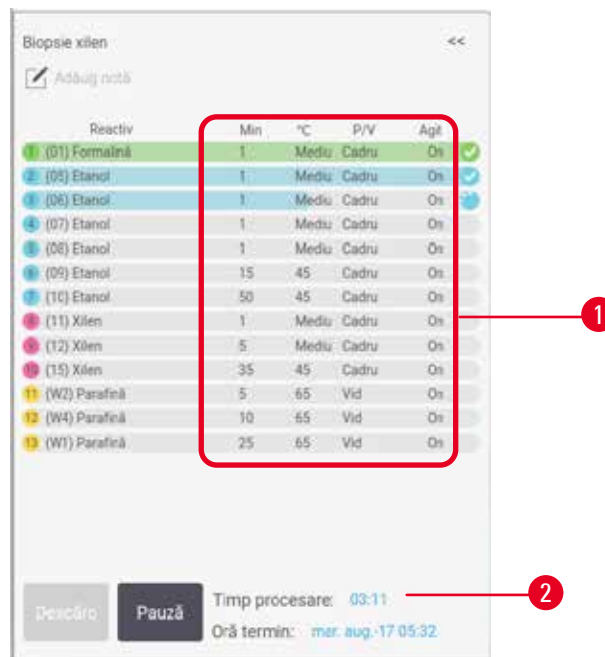 Biopsie xilen <<
Adăug notă
Reactiv Min °C P/V Agit
1 (01) Formalină 1 Mediu Cadru On
2 (05) Etanol 1 Mediu Cadru On
3 (06) Etanol 1 Mediu Cadru On
4 (07) Etanol 1 Mediu Cadru On
5 (08) Etanol 1 Mediu Cadru On
6 (09) Etanol 15 45 Cadru On
7 (10) Etanol 50 45 Cadru On
8 (11) Xilen 1 Mediu Cadru On
9 (12) Xilen 5 Mediu Cadru On
10 (15) Xilen 35 45 Cadru On
11 (W2) Parafină 5 65 Vid On
12 (W4) Parafină 10 65 Vid On
13 (W1) Parafină 25 65 Vid On
1
Descărc Pauză
Timp procesare: 03:11
2
Oră termin: mar. aug.-17 05:32